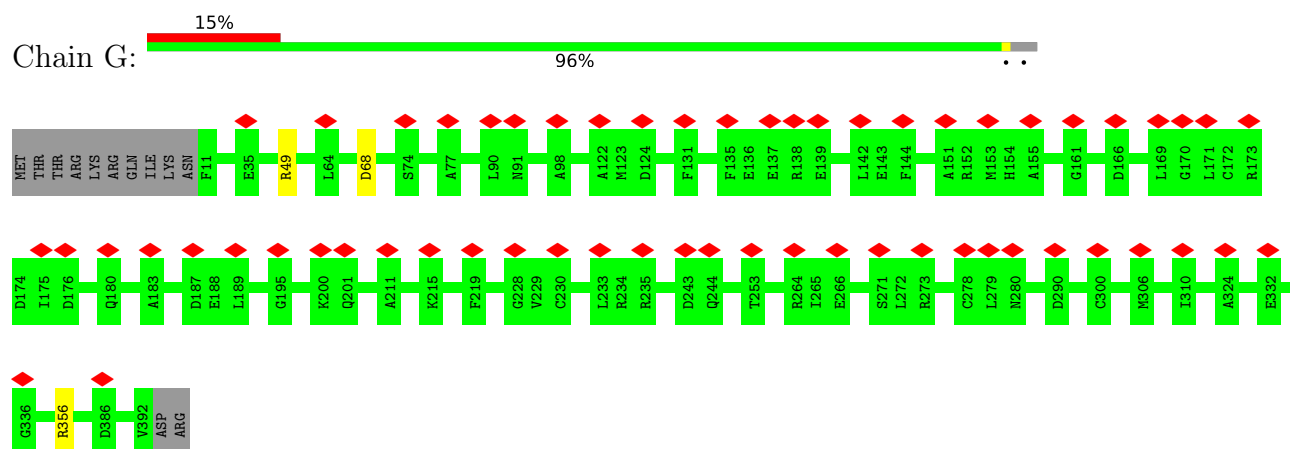 15%
Chain G:
96%
• •
MET THR THR ARG LYS ARG GLN ILE LYS ASN F11 E35 R49 L64 D68 S74 A77 L90 N91 A98 A122 M123 D124 F131 F135 E136 E137 R138 E139 L142 E143 F144 A151 R152 M153 H154 A155 G161 D166 L169 G170 L171 C172 R173
D174 I175 D176 Q180 A183 D187 E188 L189 G195 K200 Q201 A211 K215 F219 G228 V229 C230 L233 R234 R235 D243 Q244 T253 R264 I265 E266 S271 L272 R273 C278 L279 N280 D290 C300 M306 I310 A324 E332
G336 R356 D386 V392 ASP ARG